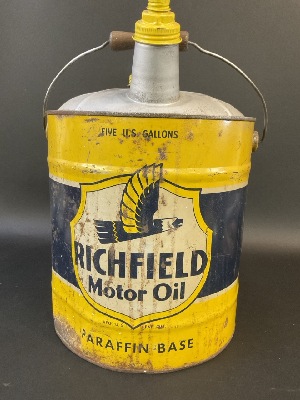 FIVE U.S. GALLONS
RICHFIELD
Motor Oil
PARAFFIN-BASE